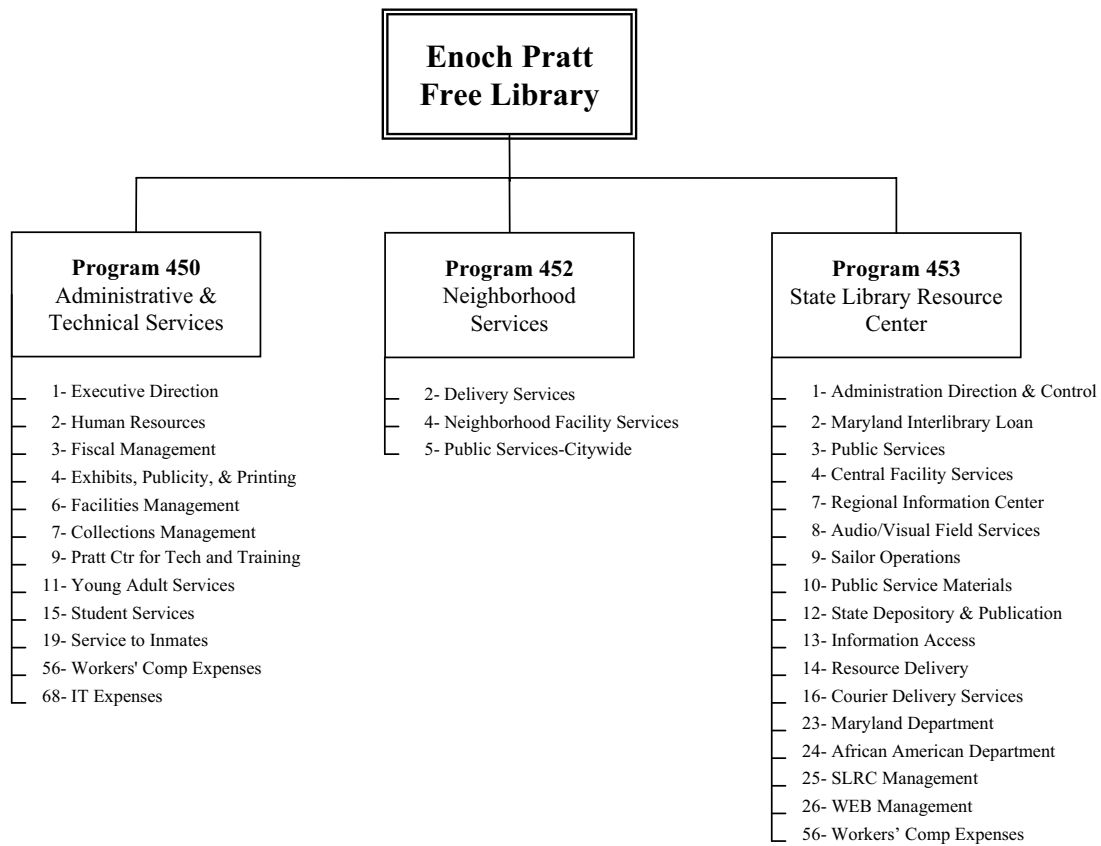 Enoch Pratt
Free Library
Program 450
Administrative &
Technical Services
1- Executive Direction
2- Human Resources
3- Fiscal Management
4- Exhibits, Publicity, & Printing
6- Facilities Management
7- Collections Management
9- Pratt Ctr for Tech and Training
11- Young Adult Services
15- Student Services
19- Service to Inmates
56- Workers' Comp Expenses
68- IT Expenses
Program 452
Neighborhood
Services
2- Delivery Services
4- Neighborhood Facility Services
5- Public Services-Citywide
Program 453
State Library Resource
Center
1- Administration Direction & Control
2- Maryland Interlibrary Loan
3- Public Services
4- Central Facility Services
7- Regional Information Center
8- Audio/Visual Field Services
9- Sailor Operations
10- Public Service Materials
12- State Depository & Publication
13- Information Access
14- Resource Delivery
16- Courier Delivery Services
23- Maryland Department
24- African American Department
25- SLRC Management
26- WEB Management
56- Workers’ Comp Expenses